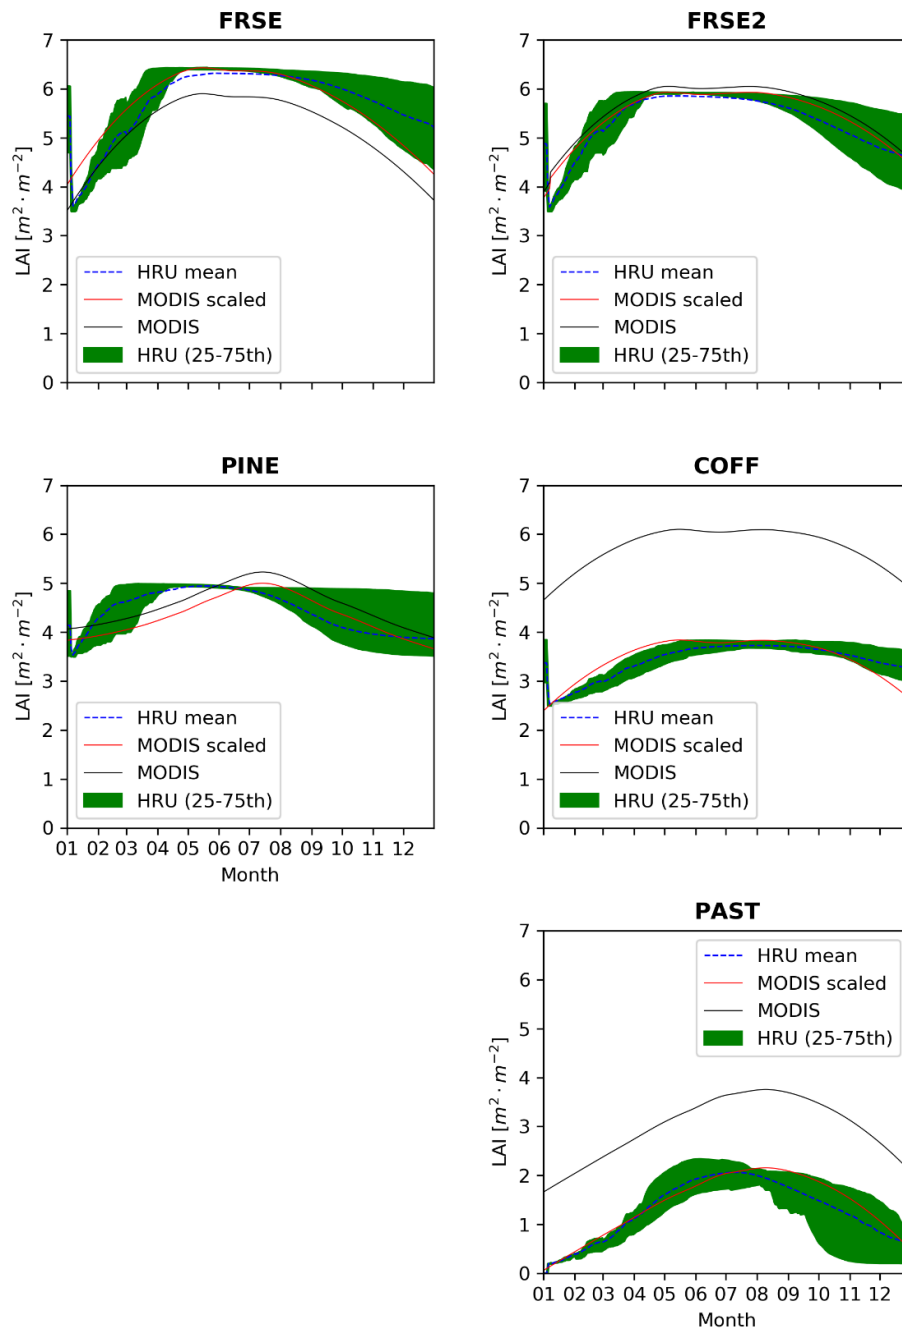 FRSE
7
6
5
4
3
2
1
0
LAI [m² · m⁻²]
HRU mean
MODIS scaled
MODIS
HRU (25-75th)
FRSE2
7
6
5
4
3
2
1
0
LAI [m² · m⁻²]
HRU mean
MODIS scaled
MODIS
HRU (25-75th)
PINE
7
6
5
4
3
2
1
0
LAI [m² · m⁻²]
HRU mean
MODIS scaled
MODIS
HRU (25-75th)
01 02 03 04 05 06 07 08 09 10 11 12
Month
COFF
7
6
5
4
3
2
1
0
LAI [m² · m⁻²]
HRU mean
MODIS scaled
MODIS
HRU (25-75th)
PAST
7
6
5
4
3
2
1
0
LAI [m² · m⁻²]
HRU mean
MODIS scaled
MODIS
HRU (25-75th)
01 02 03 04 05 06 07 08 09 10 11 12
Month